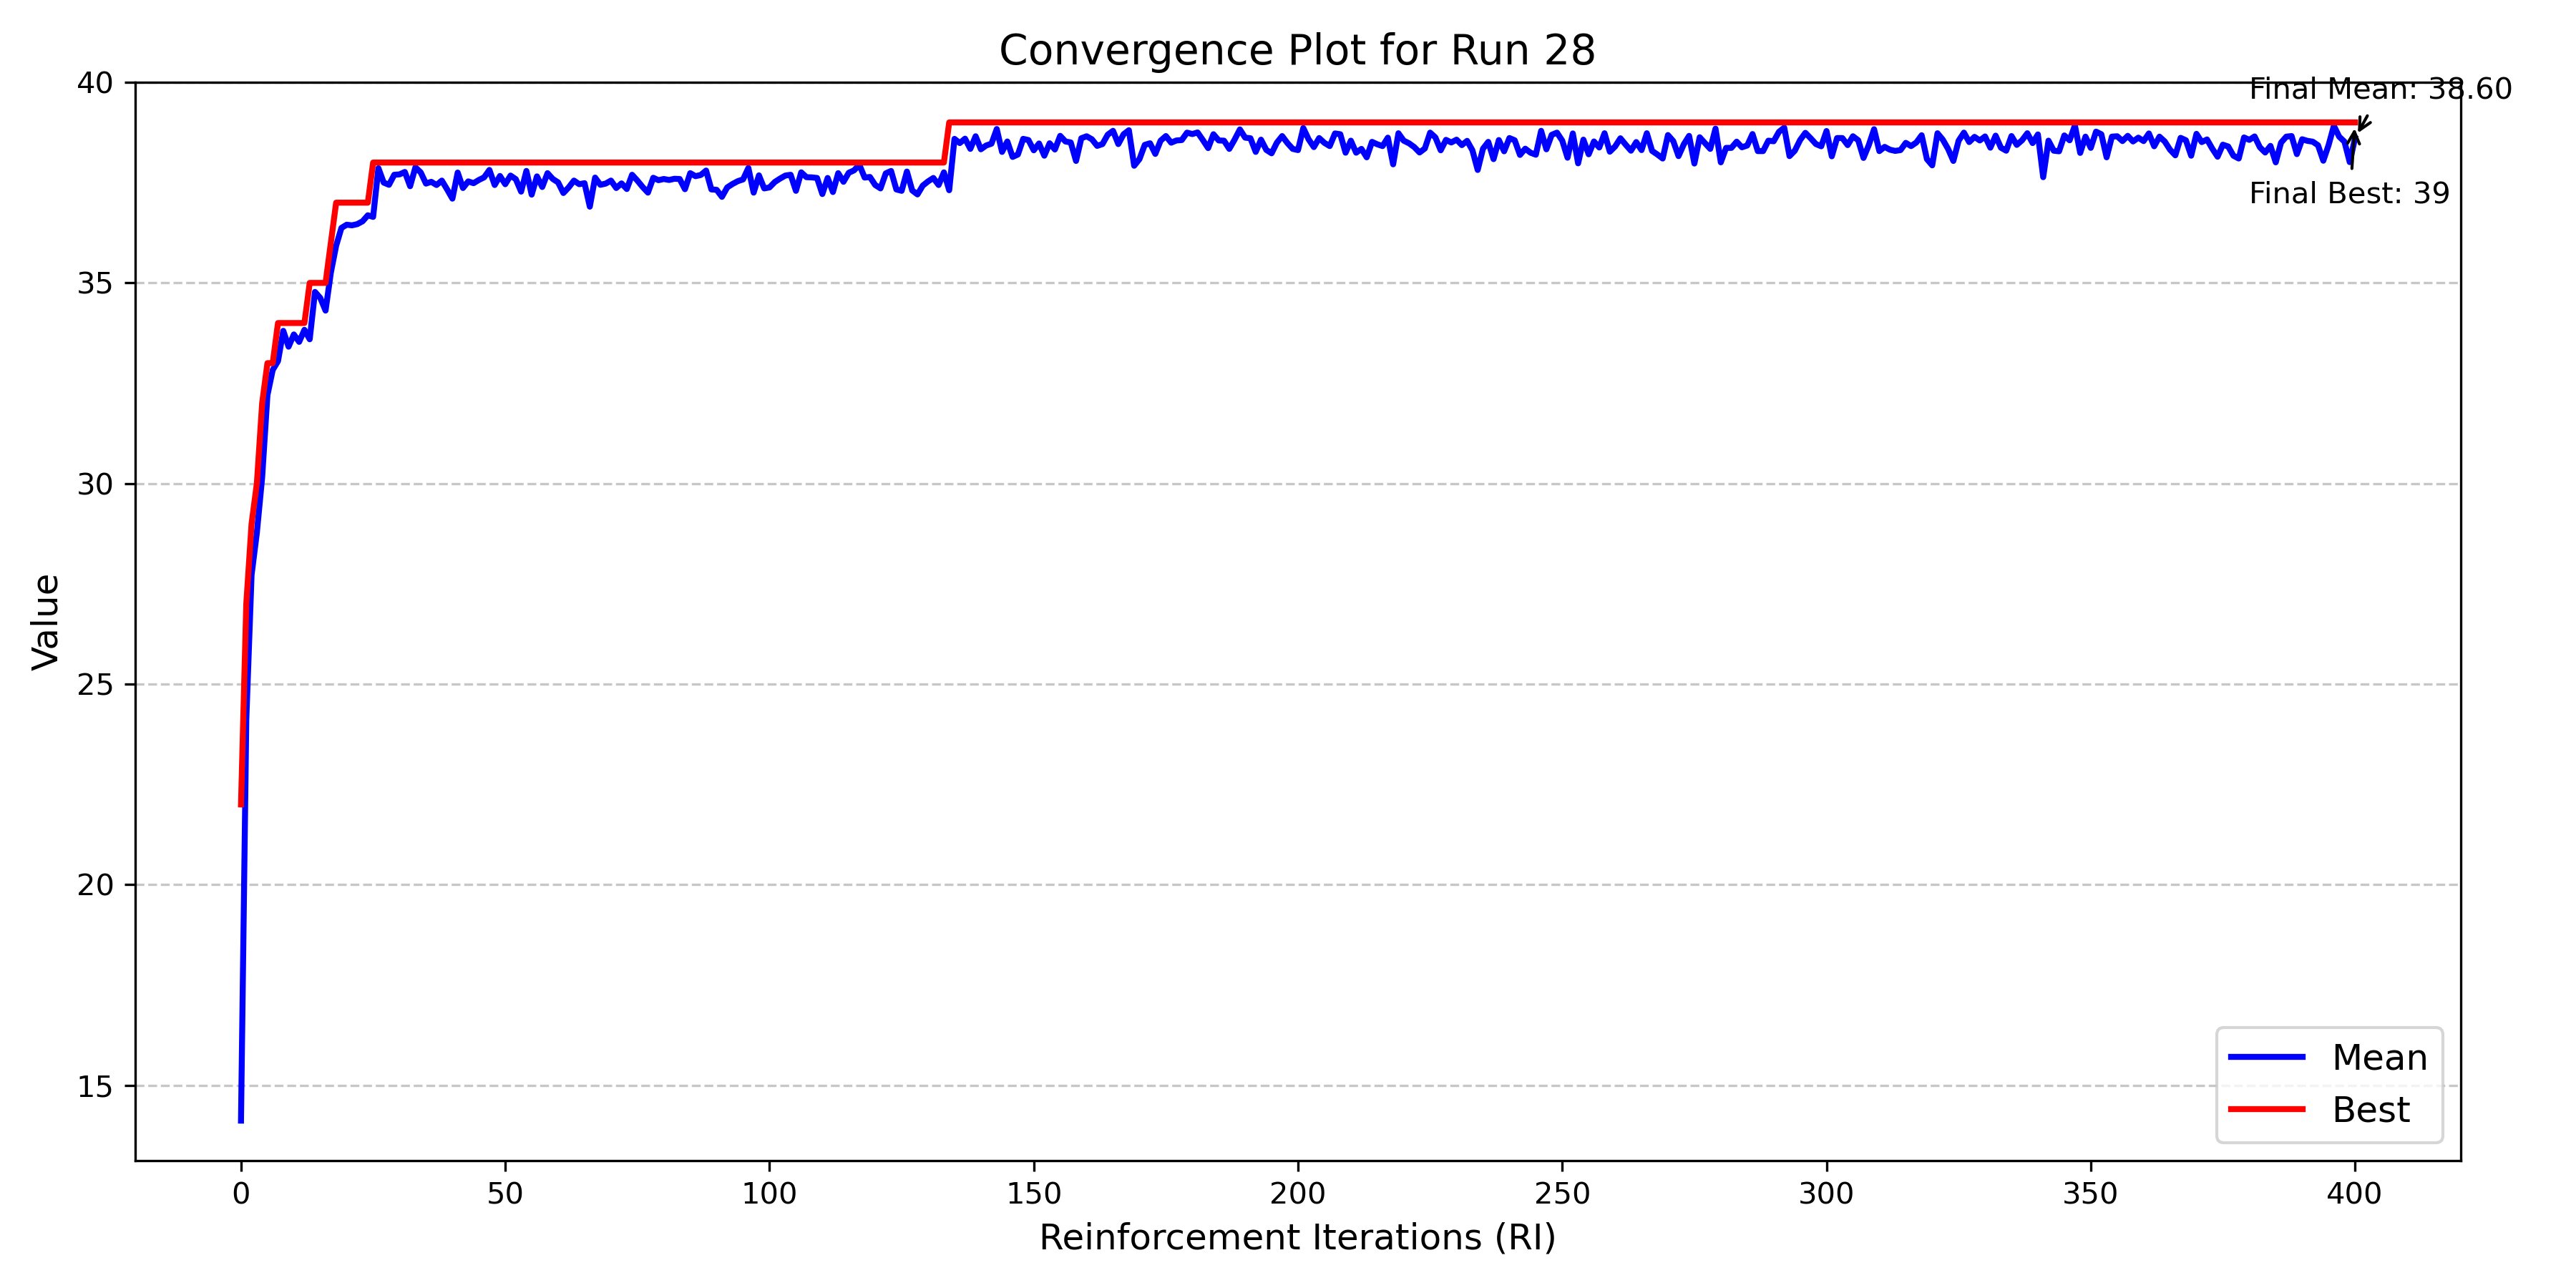 Convergence Plot for Run 28
Final Mean: 38.60
Final Best: 39
Value
40
35
30
25
20
15
0 50 100 150 200 250 300 350 400
Reinforcement Iterations (RI)
Mean
Best